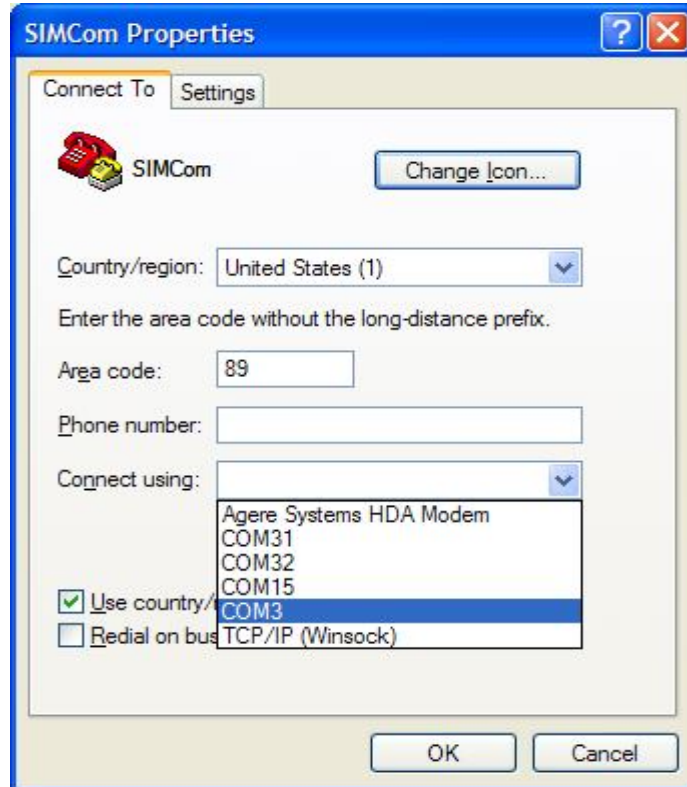 SIMCom Properties
Connect To Settings
SIMCom Change Icon...
Country/region: United States (1)
Enter the area code without the long-distance prefix.
Area code: 89
Phone number:
Connect using:
Agere Systems HDA Modem
COM31
COM32
COM15
Use country/
COM3
Redial on bus TCP/IP (Winsock)
OK Cancel